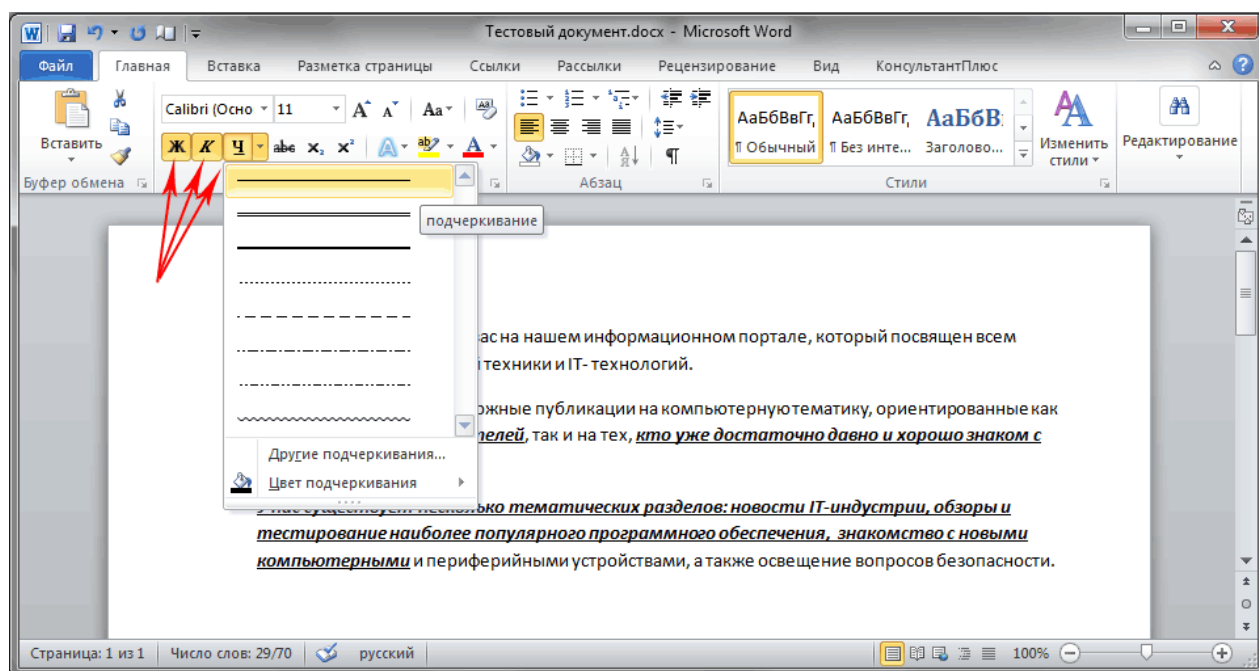 Тестовый документ.docx - Microsoft Word
Файл Главная Вставка Разметка страницы Ссылки Рассылки Рецензирование Вид КонсультантПлюс
Вставить
Буфер обмена
Calibri (Осно 11
Ж К Ч abe x₂ x²
Абзац
АаБбВвГг, АаБбВвГг, АаБбВ
¶ Обычный ¶ Без инте... Заголово...
Изменить стили
Стили
Редактирование
подчеркивание
Другие подчеркивания...
Цвет подчеркивания
вас на нашем информационном портале, который посвящен всем
техники и IT- технологий.
публикации на компьютерную тематику, ориентированные как
так и на тех, кто уже достаточно давно и хорошо знаком с
У нас существует несколько тематических разделов: новости IT-индустрии, обзоры и
тестирование наиболее популярного программного обеспечения, знакомство с новыми
компьютерными и периферийными устройствами, а также освещение вопросов безопасности.
Страница: 1 из 1 Число слов: 29/70 русский 100%